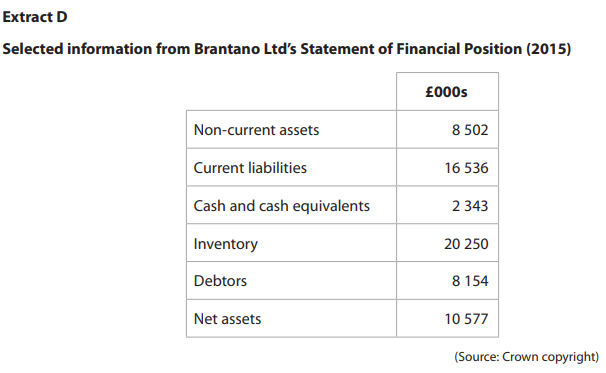 Extract D
Selected information from Brantano Ltd’s Statement of Financial Position (2015)
£000s
Non-current assets 8 502
Current liabilities 16 536
Cash and cash equivalents 2 343
Inventory 20 250
Debtors 8 154
Net assets 10 577
(Source: Crown copyright)